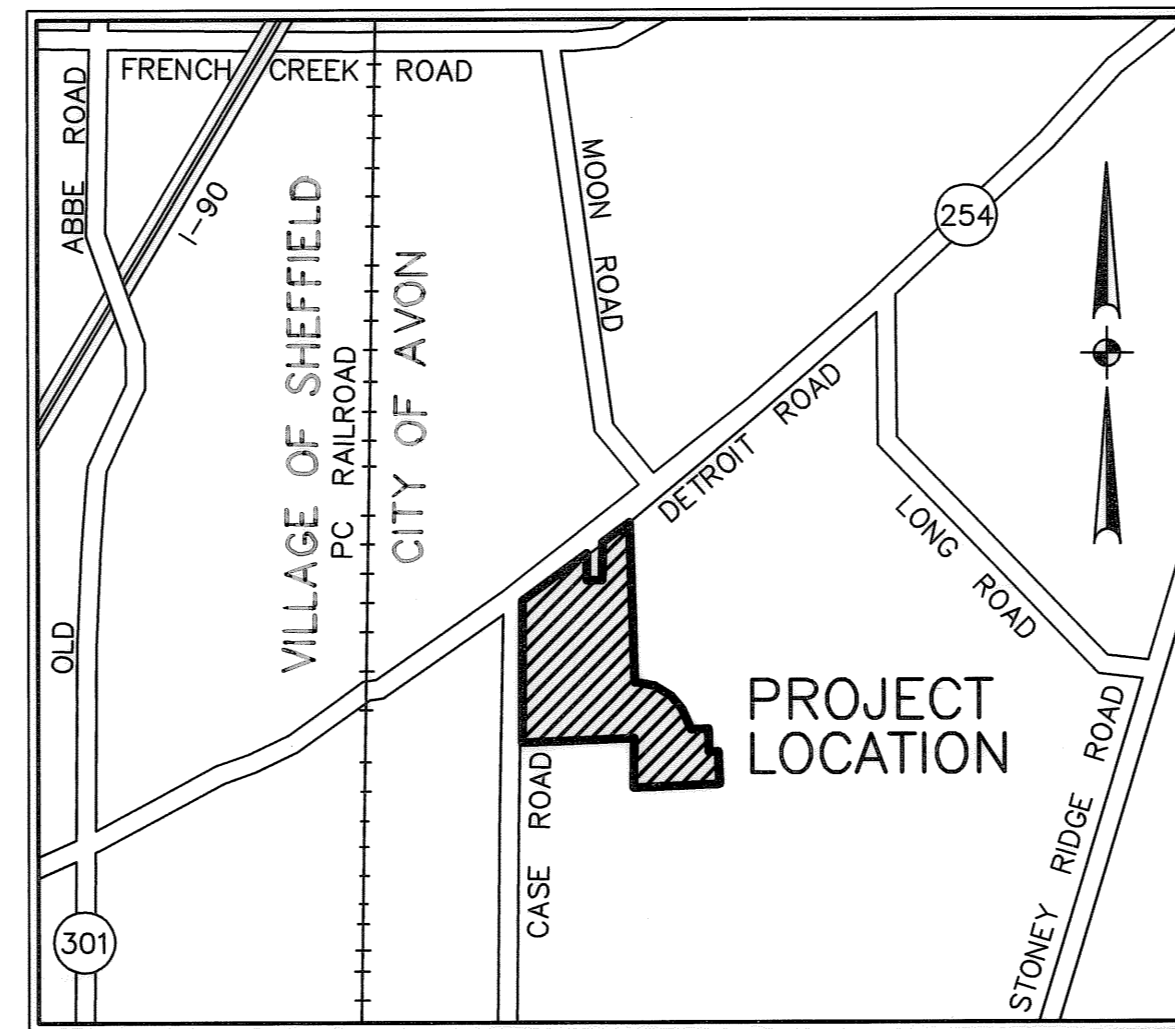 FRENCH CREEK ROAD
OLD ABBE ROAD
I-90
VILLAGE OF SHEFFIELD
PC RAILROAD
CITY OF AVON
MOON ROAD
254
DETROIT ROAD
LONG ROAD
PROJECT
LOCATION
CASE ROAD
STONEY RIDGE ROAD
301